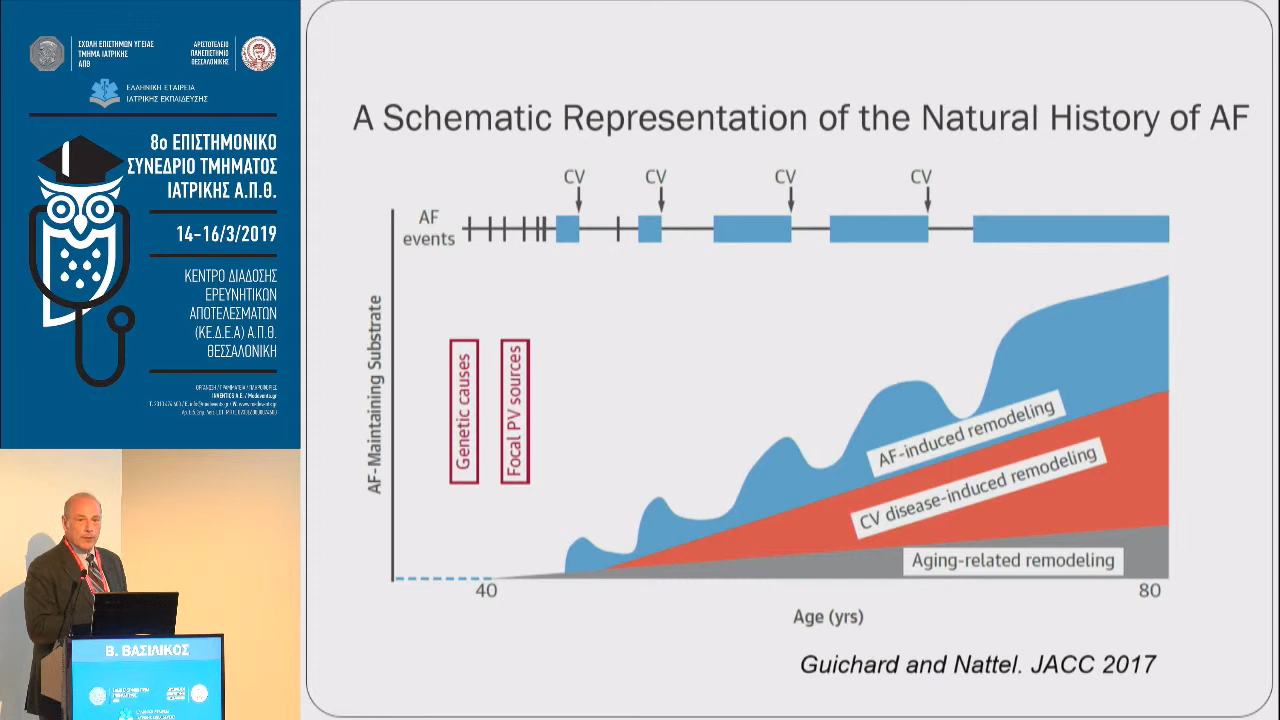 ΣΧΟΛΗ ΕΠΙΣΤΗΜΩΝ ΥΓΕΙΑΣ
ΤΜΗΜΑ ΙΑΤΡΙΚΗΣ
ΑΠΘ
ΑΡΙΣΤΟΤΕΛΕΙΟ
ΠΑΝΕΠΙΣΤΗΜΙΟ
ΘΕΣΣΑΛΟΝΙΚΗΣ
ΕΛΛΗΝΙΚΗ ΕΤΑΙΡΕΙΑ
ΙΑΤΡΙΚΗΣ ΕΚΠΑΙΔΕΥΣΗΣ
8ο ΕΠΙΣΤΗΜΟΝΙΚΟ
ΣΥΝΕΔΡΙΟ ΤΜΗΜΑΤΟΣ
ΙΑΤΡΙΚΗΣ Α.Π.Θ.
14-16/3/2019
ΚΕΝΤΡΟ ΔΙΑΔΟΣΗΣ
ΕΡΕΥΝΗΤΙΚΩΝ
ΑΠΟΤΕΛΕΣΜΑΤΩΝ
(ΚΕ.Δ.Ε.Α) Α.Π.Θ.
ΘΕΣΣΑΛΟΝΙΚΗ
ΟΡΓΑΝΩΣΗ / ΓΡΑΜΜΑΤΕΙΑ / ΠΛΗΡΟΦΟΡΙΕΣ
Β. ΒΑΣΙΛΙΚΟΣ
A Schematic Representation of the Natural History of AF
CV CV CV CV
AF
events
AF-Maintaining Substrate
Genetic causes
Focal PV sources
AF-induced remodeling
CV disease-induced remodeling
Aging-related remodeling
40 80
Age (yrs)
Guichard and Nattel. JACC 2017